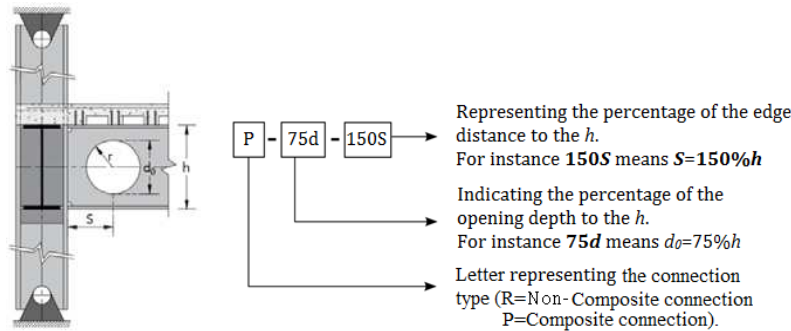 r
d₀
h
S
P - 75d - 150S
Representing the percentage of the edge
distance to the h.
For instance 150S means S=150%h
Indicating the percentage of the
opening depth to the h.
For instance 75d means d₀=75%h
Letter representing the connection
type (R=Non-Composite connection
P=Composite connection).